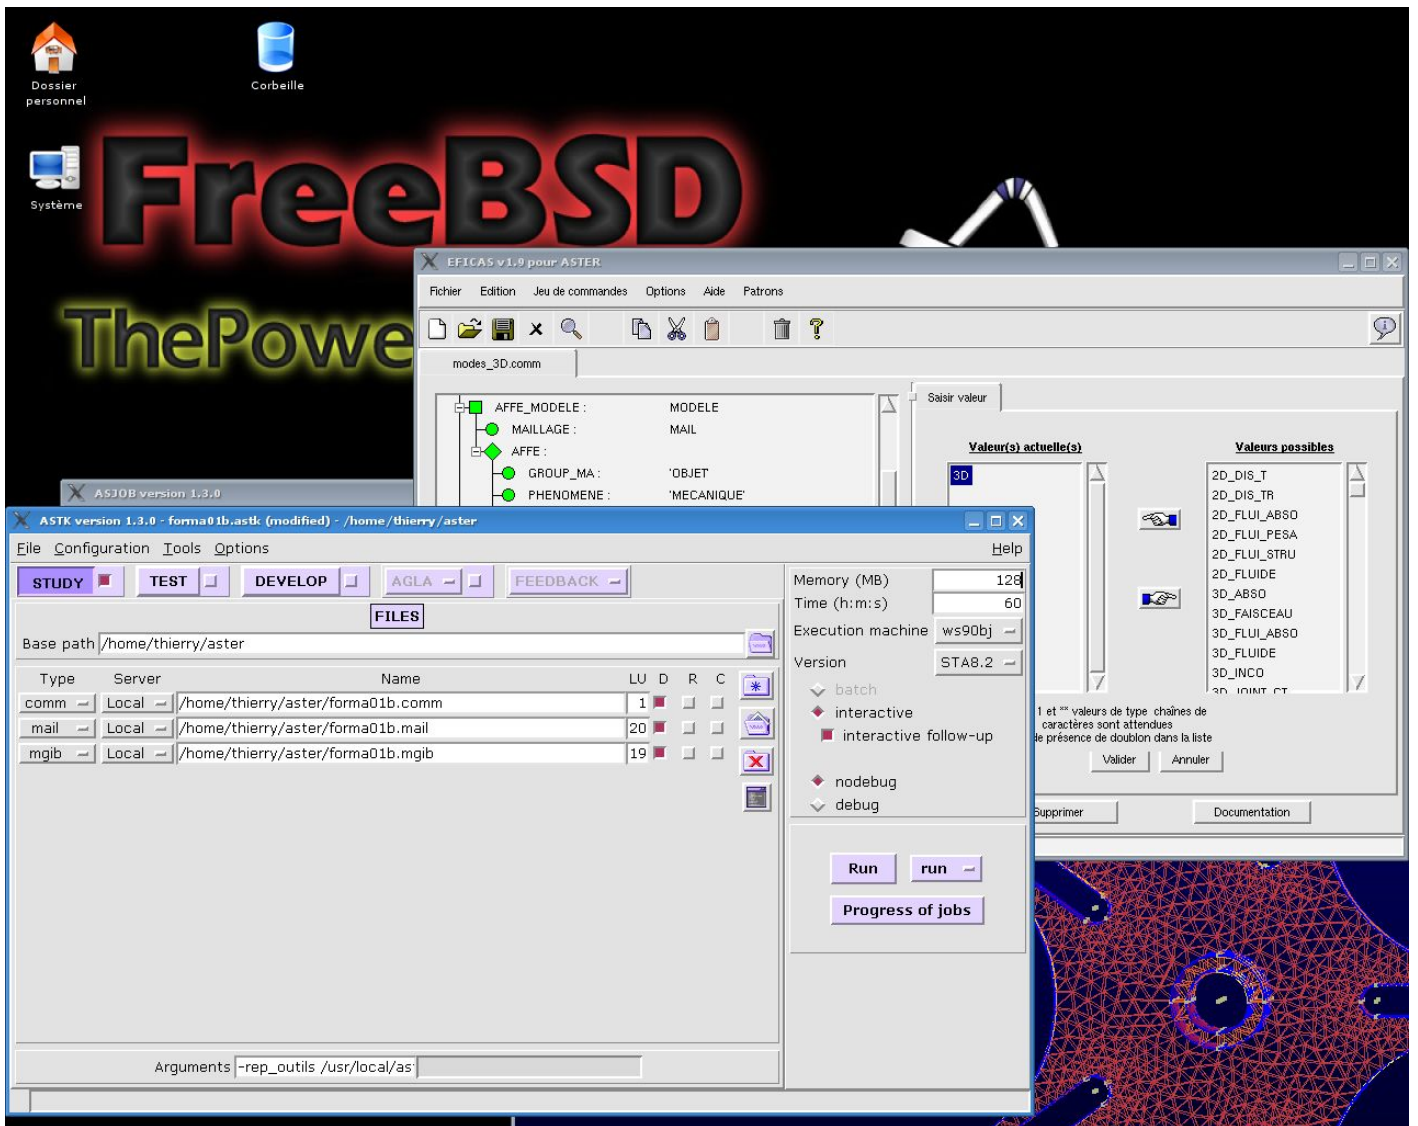 Dossier
personnel
Corbeille
Système
FreeBSD
ThePowe
EFICAS v1.9 pour ASTER
Fichier Edition Jeu de commandes Options Aide Patrons
modes_3D.comm
AFFE_MODELE : MODELE
MAILLAGE : MAIL
AFFE :
GROUP_MA : 'OBJET'
PHENOMENE : 'MECANIQUE'
Saisir valeur
Valeur(s) actuelle(s)
3D
Valeurs possibles
2D_DIS_T
2D_DIS_TR
2D_FLUI_ABSO
2D_FLUI_PESA
2D_FLUI_STRU
2D_FLUIDE
3D_ABSO
3D_FAISCEAU
3D_FLUI_ABSO
3D_FLUIDE
3D_INCO
3D_JOINT_CT
1 et ** valeurs de type chaînes de
caractères sont attendues
de présence de doublon dans la liste
Valider Annuler
Supprimer Documentation
ASJOB version 1.3.0
ASTK version 1.3.0 - forma01b.astk (modified) - /home/thierry/aster
File Configuration Tools Options Help
STUDY TEST DEVELOP AGLA FEEDBACK
FILES
Base path /home/thierry/aster
Type Server Name LU D R C
comm Local /home/thierry/aster/forma01b.comm 1
mail Local /home/thierry/aster/forma01b.mail 20
mgib Local /home/thierry/aster/forma01b.mgib 19
Arguments -rep_outils /usr/local/as
Memory (MB) 128
Time (h:m:s) 60
Execution machine ws90bj
Version STA8.2
batch
interactive
interactive follow-up
nodebug
debug
Run run
Progress of jobs